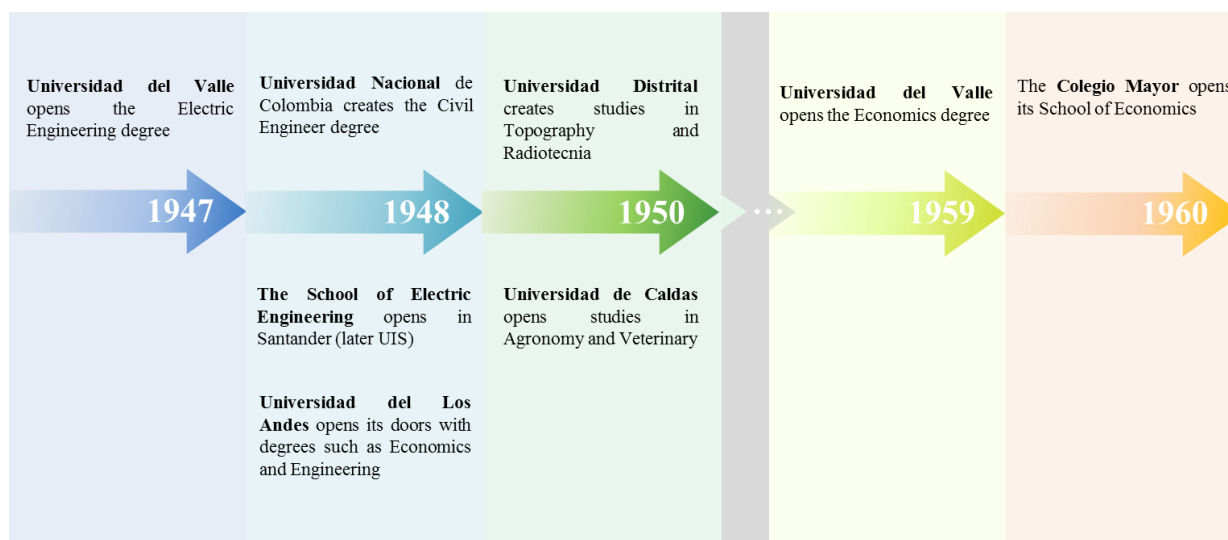 Universidad del Valle
opens the Electric
Engineering degree
1947
Universidad Nacional de
Colombia creates the Civil
Engineer degree
1948
The School of Electric
Engineering opens in
Santander (later UIS)
Universidad del Los
Andes opens its doors with
degrees such as Economics
and Engineering
Universidad Distrital
creates studies in
Topography and
Radiotecnia
1950
Universidad de Caldas
opens studies in
Agronomy and Veterinary
...
Universidad del Valle
opens the Economics degree
1959
The Colegio Mayor opens
its School of Economics
1960